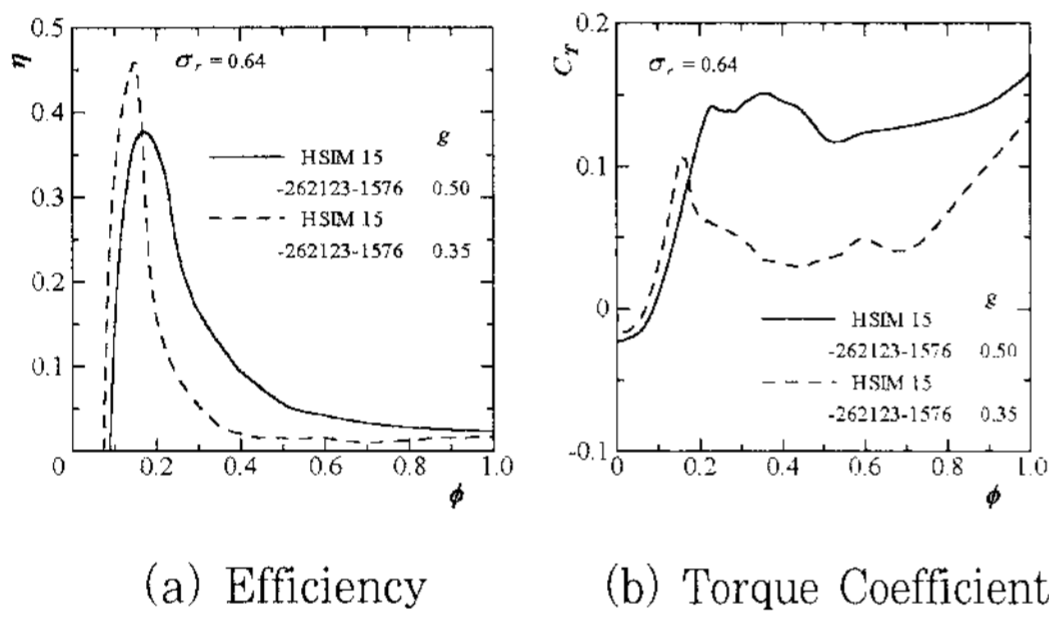 0.5
η
σr = 0.64
0.4
g
HSIM 15
-262123-1576 0.50
0.3
HSIM 15
-262123-1576 0.35
0.2
0.1
0 0.2 0.4 0.6 0.8 1.0
ϕ
(a) Efficiency
0.2
CT
σr = 0.64
0.1
0
g
HSIM 15
-262123-1576 0.50
HSIM 15
-262123-1576 0.35
-0.1
0 0.2 0.4 0.6 0.8 1.0
ϕ
(b) Torque Coefficient